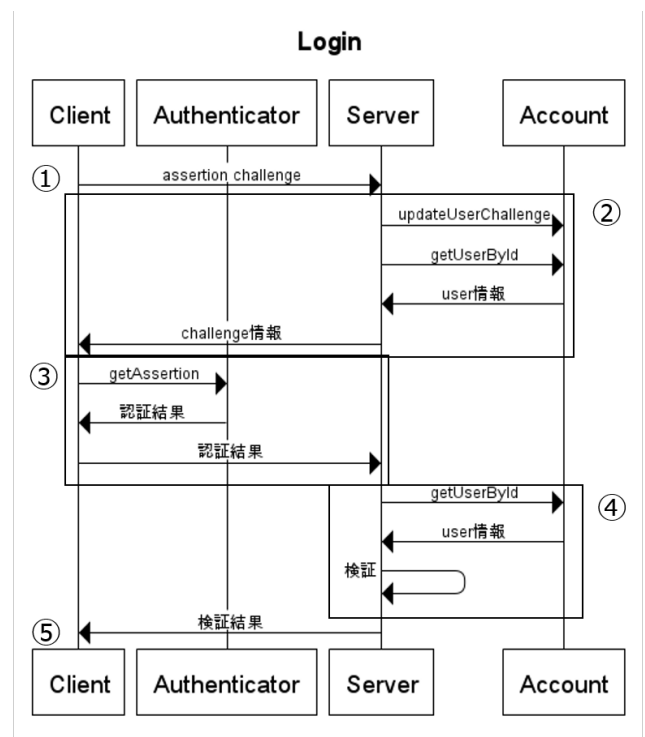 Login
Client
Authenticator
Server
Account
①
assertion challenge
②
updateUserChallenge
getUserById
user情報
challenge情報
③
getAssertion
認証結果
認証結果
getUserById
④
user情報
検証
⑤
検証結果
Client
Authenticator
Server
Account